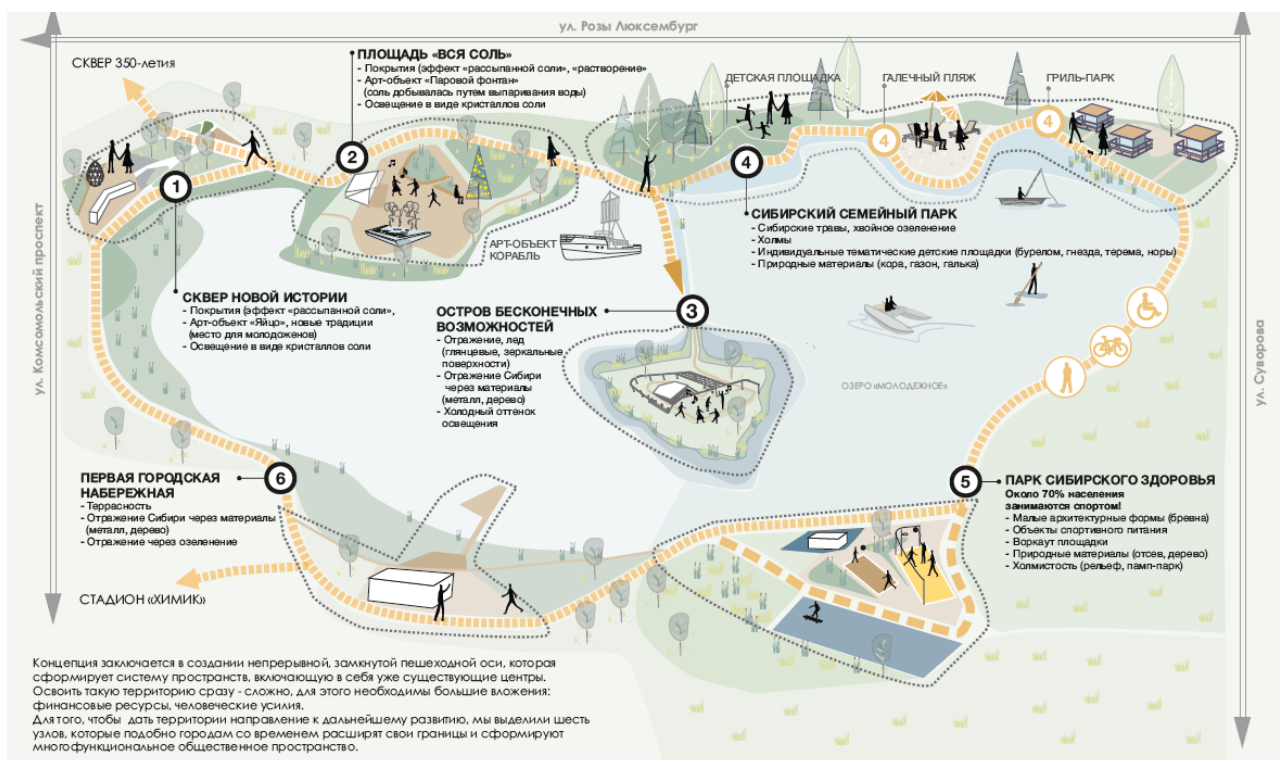 ул. Розы Люксембург
СКВЕР 350-летия
ПЛОЩАДЬ «ВСЯ СОЛЬ»
- Покрытия (эффект «рассыпанной соли», «растворение»
- Арт-объект «Паровой фонтан»
(соль добывалась путем выпаривания воды)
- Освещение в виде кристаллов соли
ДЕТСКАЯ ПЛОЩАДКА
ГАЛЕЧНЫЙ ПЛЯЖ
ГРИЛЬ-ПАРК
4
4
2
4
1
ул. Комсомольский проспект
СИБИРСКИЙ СЕМЕЙНЫЙ ПАРК
- Сибирские травы, хвойное озеленение
- Холмы
- Индивидуальные тематические детские площадки (бурелом, гнезда, терема, норы)
- Природные материалы (кора, газон, галька)
АРТ-ОБЪЕКТ
КОРАБЛЬ
СКВЕР НОВОЙ ИСТОРИИ
- Покрытия (эффект «рассыпанной соли»,
- Арт-объект «Яйцо», новые традиции
(место для молодоженов)
- Освещение в виде кристаллов соли
ОСТРОВ БЕСКОНЕЧНЫХ
ВОЗМОЖНОСТЕЙ
- Отражение, лед
(глянцевые, зеркальные
поверхности)
- Отражение Сибири
через материалы
(металл, дерево)
- Холодный оттенок
освещения
3
ОЗЕРО «МОЛОДЕЖНОЕ»
ул. Суворова
ПЕРВАЯ ГОРОДСКАЯ
НАБЕРЕЖНАЯ
- Террасность
- Отражение Сибири через материалы
(металл, дерево)
- Отражение через озеленение
6
5
ПАРК СИБИРСКОГО ЗДОРОВЬЯ
Около 70% населения
занимаются спортом!
- Малые архитектурные формы (бревна)
- Объекты спортивного питания
- Воркаут площадки
- Природные материалы (отсев, дерево)
- Холмистость (рельеф, памп-парк)
СТАДИОН «ХИМИК»
Концепция заключается в создании непрерывной, замкнутой пешеходной оси, которая
сформирует систему пространств, включающую в себя уже существующие центры.
Освоить такую территорию сразу - сложно, для этого необходимы большие вложения:
финансовые ресурсы, человеческие усилия.
Для того, чтобы дать территории направление к дальнейшему развитию, мы выделили шесть
узлов, которые подобно городам со временем расширят свои границы и сформируют
многофункциональное общественное пространство.